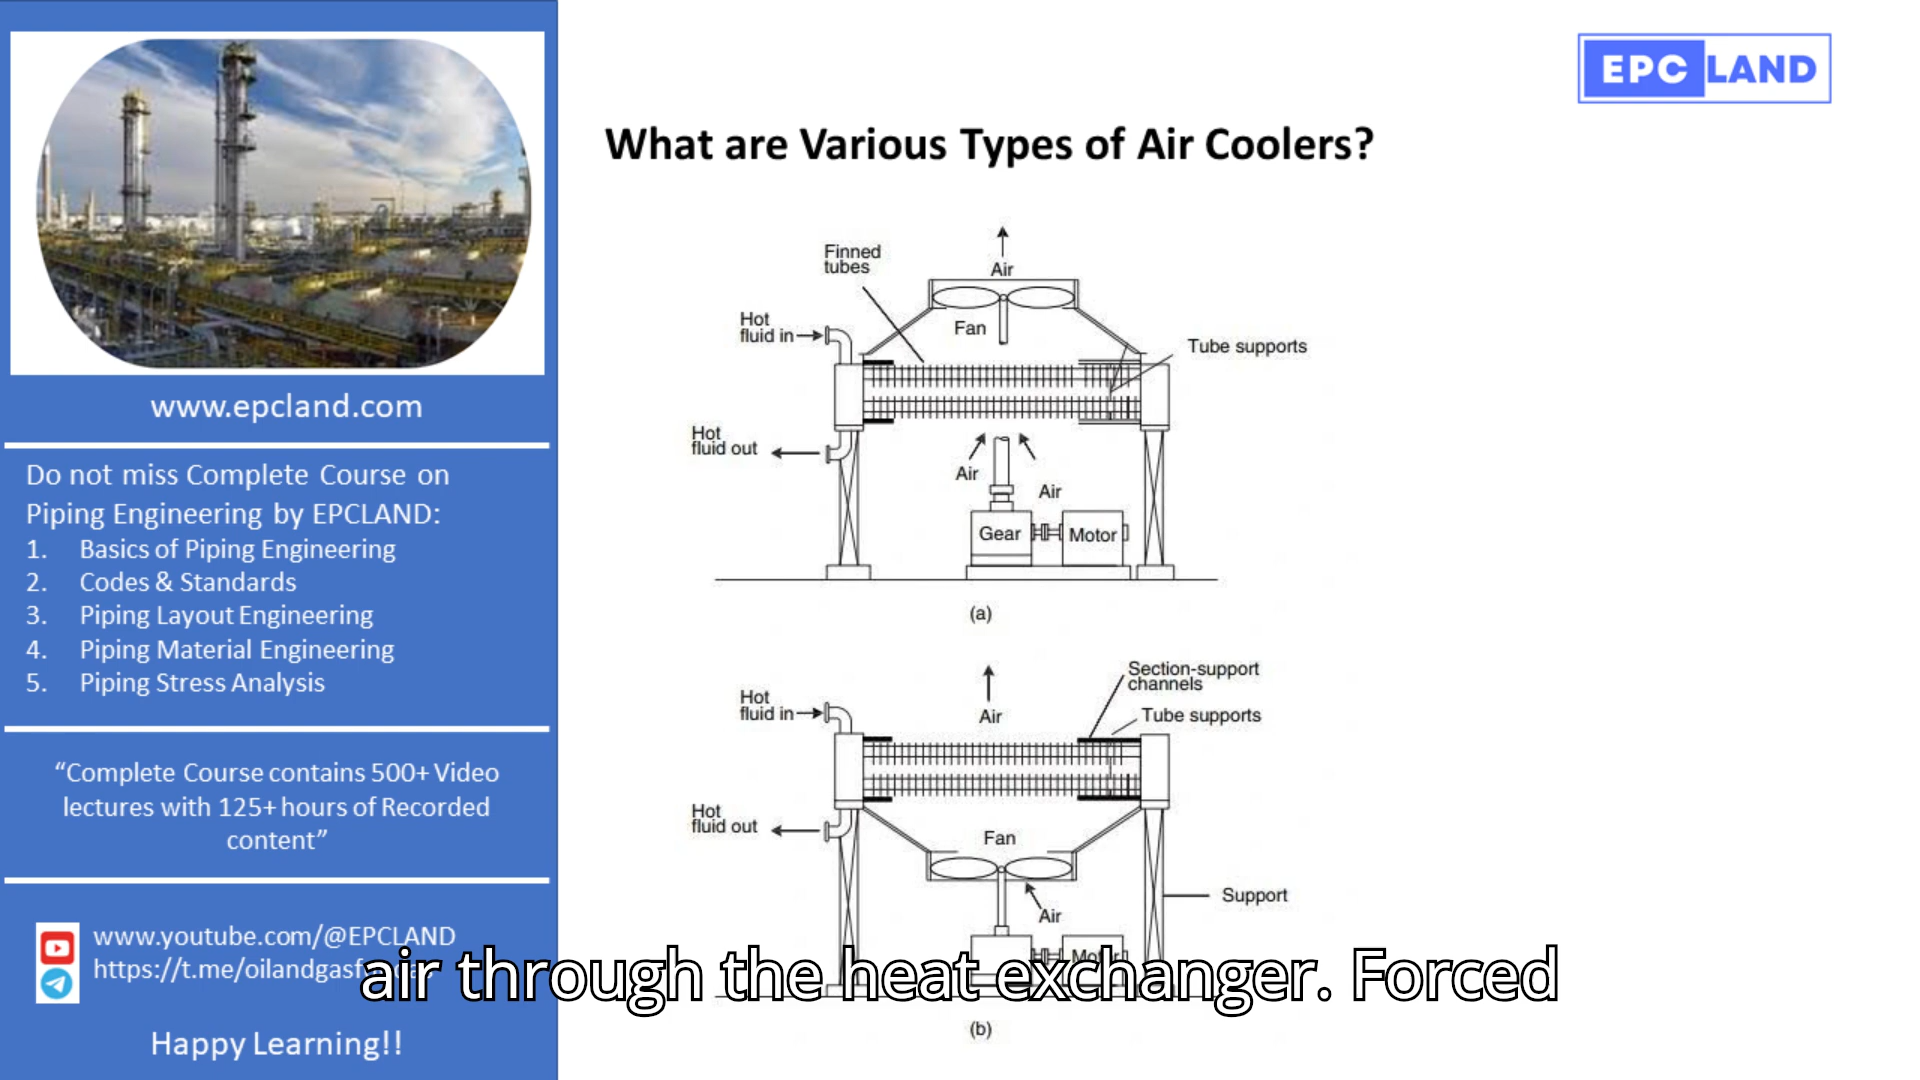 www.epcland.com
Do not miss Complete Course on
Piping Engineering by EPCLAND:
1. Basics of Piping Engineering
2. Codes & Standards
3. Piping Layout Engineering
4. Piping Material Engineering
5. Piping Stress Analysis
“Complete Course contains 500+ Video
lectures with 125+ hours of Recorded
content”
www.youtube.com/@EPCLAND
Happy Learning!!
EPC LAND
What are Various Types of Air Coolers?
Air
Finned
tubes
Fan
Hot
fluid in
Tube supports
Hot
fluid out
Air
Air
Gear
Motor
(a)
Section-support
channels
Hot
fluid in
Air
Tube supports
Hot
fluid out
Fan
Support
Air
Motor
air through the heat exchanger. Forced
(b)